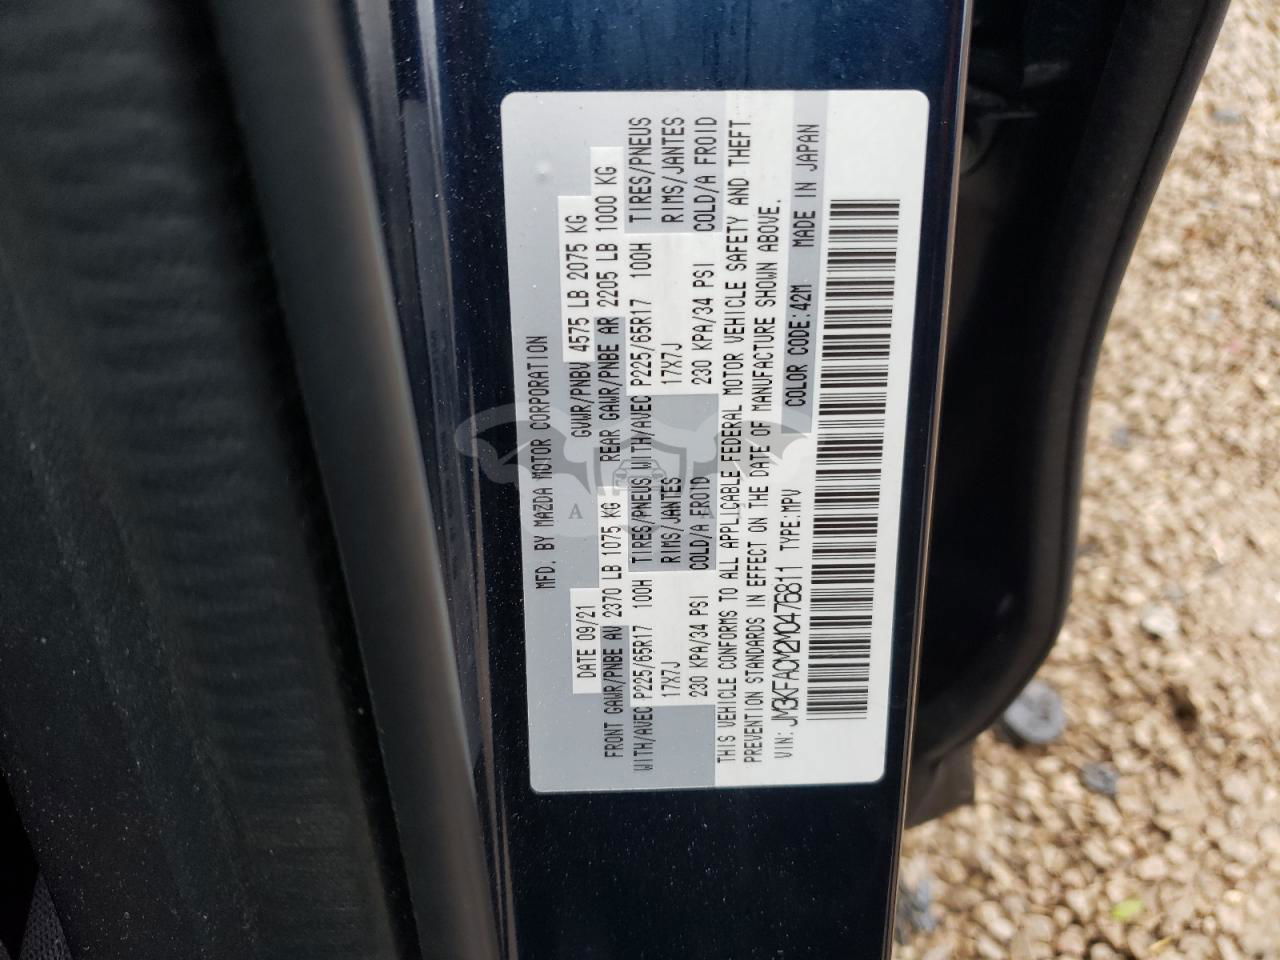 MFD. BY MAZDA MOTOR CORPORATION
DATE 09/21 GVWR/PNBV 4575 LB 2075 KG
FRONT GAWR/PNBE AV 2370 LB 1075 KG REAR GAWR/PNBE AR 2205 LB 1000 KG
WITH/AVEC P225/65R17 100H TIRES/PNEUS WITH/AVEC P225/65R17 100H TIRES/PNEUS
17X7J RIMS/JANTES 17X7J RIMS/JANTES
230 KPA/34 PSI COLD/A FROID 230 KPA/34 PSI COLD/A FROID
THIS VEHICLE CONFORMS TO ALL APPLICABLE FEDERAL MOTOR VEHICLE SAFETY AND THEFT
PREVENTION STANDARDS IN EFFECT ON THE DATE OF MANUFACTURE SHOWN ABOVE.
VIN: JM3KFACM2M0476811 TYPE:MPV COLOR CODE:42M MADE IN JAPAN